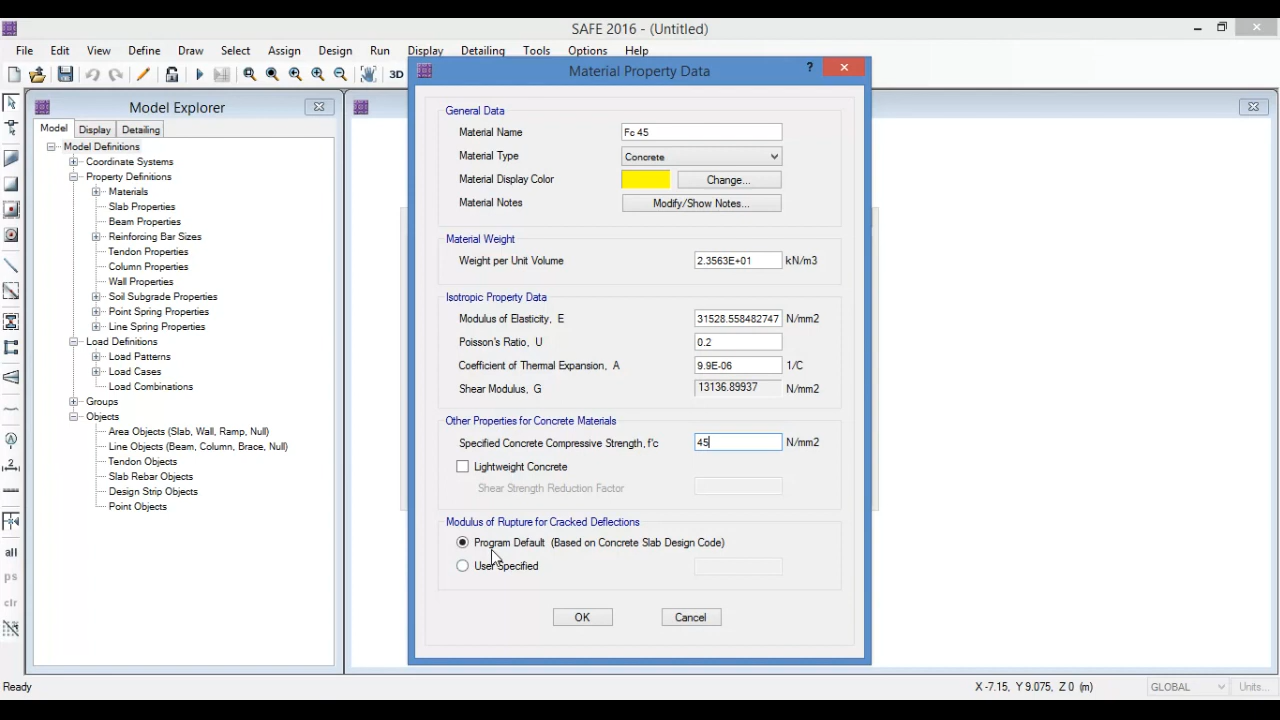 SAFE 2016 - (Untitled)
File Edit View Define Draw Select Assign Design Run Display Detailing Tools Options Help
3D
Model Explorer
Model Display Detailing
Model Definitions
Coordinate Systems
Property Definitions
Materials
Slab Properties
Beam Properties
Reinforcing Bar Sizes
Tendon Properties
Column Properties
Wall Properties
Soil Subgrade Properties
Point Spring Properties
Line Spring Properties
Load Definitions
Load Patterns
Load Cases
Load Combinations
Groups
Objects
Area Objects (Slab, Wall, Ramp, Null)
Line Objects (Beam, Column, Brace, Null)
Tendon Objects
Slab Rebar Objects
Design Strip Objects
Point Objects
all
ps
clr
Material Property Data
?
General Data
Material Name Fc 45
Material Type Concrete
Material Display Color Change...
Material Notes Modify/Show Notes...
Material Weight
Weight per Unit Volume 2.3563E+01 kN/m3
Isotropic Property Data
Modulus of Elasticity, E 31528.558482747 N/mm2
Poisson's Ratio, U 0.2
Coefficient of Thermal Expansion, A 9.9E-06 1/C
Shear Modulus, G 13136.89937 N/mm2
Other Properties for Concrete Materials
Specified Concrete Compressive Strength, f'c 45 N/mm2
Lightweight Concrete
Shear Strength Reduction Factor
Modulus of Rupture for Cracked Deflections
Program Default (Based on Concrete Slab Design Code)
User Specified
OK Cancel
Ready X -7.15, Y 9.075, Z 0 (m) GLOBAL Units...